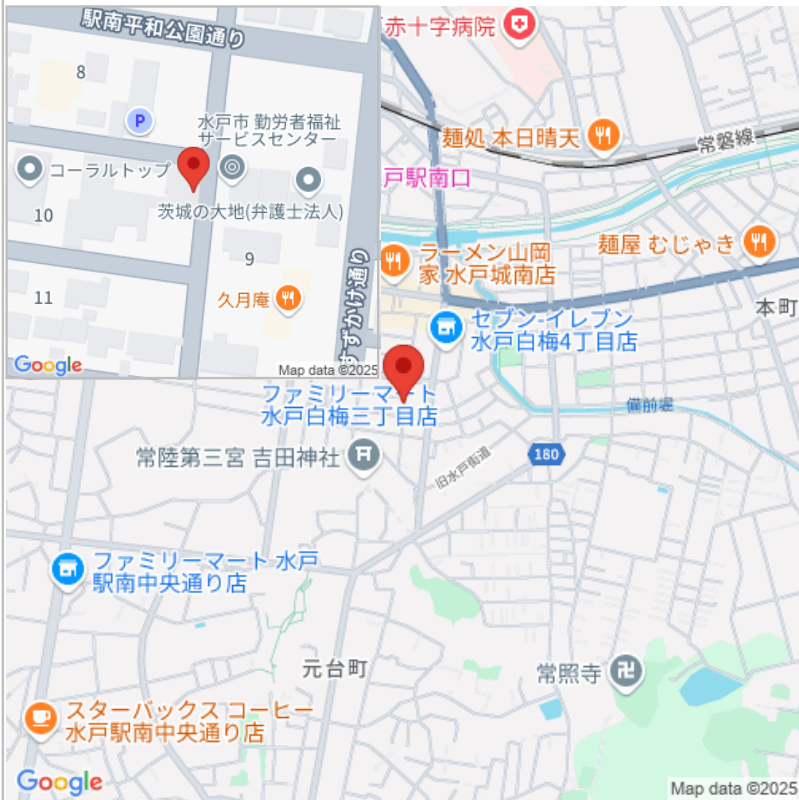 駅南平和公園通り
8
P
水戸市 勤労者福祉
サービスセンター
コーラルトップ
茨城の大地(弁護士法人)
10
9
11
久月庵
すずかけ通り
Google
Map data ©2025
赤十字病院
麺処 本日晴天
常磐線
戸駅南口
麺屋 むじゃき
ラーメン山岡
家 水戸城南店
本町
セブン-イレブン
水戸白梅4丁目店
ファミリーマート
水戸白梅三丁目店
備前堀
常陸第三宮 吉田神社
旧水戸街道
180
ファミリーマート 水戸
駅南中央通り店
元台町
常照寺
スターバックス コーヒー
水戸駅南中央通り店
Google
Map data ©2025